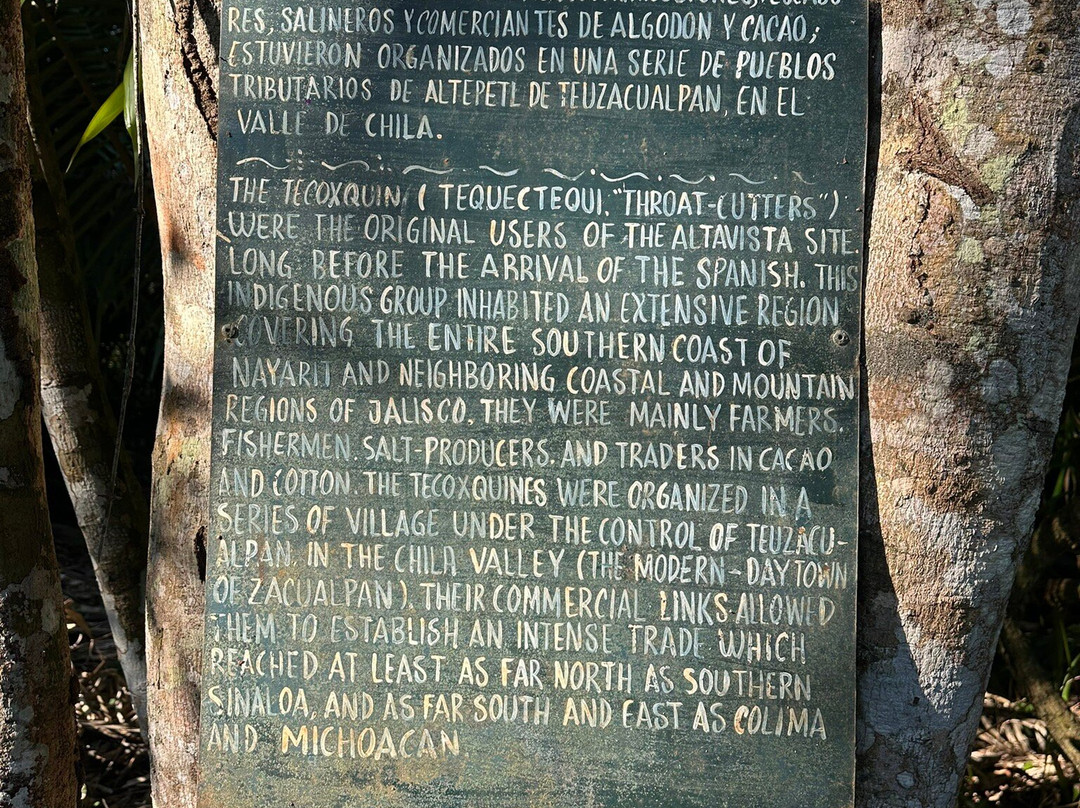 RES, SALINEROS Y COMERCIANTES DE ALGODON Y CACAO;
ESTUVIERON ORGANIZADOS EN UNA SERIE DE PUEBLOS
TRIBUTARIOS DE ALTEPETL DE TEUZACUALPAN, EN EL
VALLE DE CHILA.
THE TECOXQUIN ( TEQUECTEQUI, "THROAT-CUTTERS")
WERE THE ORIGINAL USERS OF THE ALTAVISTA SITE
LONG BEFORE THE ARRIVAL OF THE SPANISH. THIS
INDIGENOUS GROUP INHABITED AN EXTENSIVE REGION
COVERING THE ENTIRE SOUTHERN COAST OF
NAYARIT AND NEIGHBORING COASTAL AND MOUNTAIN
REGIONS OF JALISCO. THEY WERE MAINLY FARMERS,
FISHERMEN, SALT-PRODUCERS, AND TRADERS IN CACAO
AND COTTON. THE TECOXQUINES WERE ORGANIZED IN A
SERIES OF VILLAGE UNDER THE CONTROL OF TEUZACU-
ALPAN, IN THE CHILA VALLEY (THE MODERN-DAY TOWN
OF ZACUALPAN). THEIR COMMERCIAL LINKS ALLOWED
THEM TO ESTABLISH AN INTENSE TRADE WHICH
REACHED AT LEAST AS FAR NORTH AS SOUTHERN
SINALOA, AND AS FAR SOUTH AND EAST AS COLIMA
AND MICHOACAN.